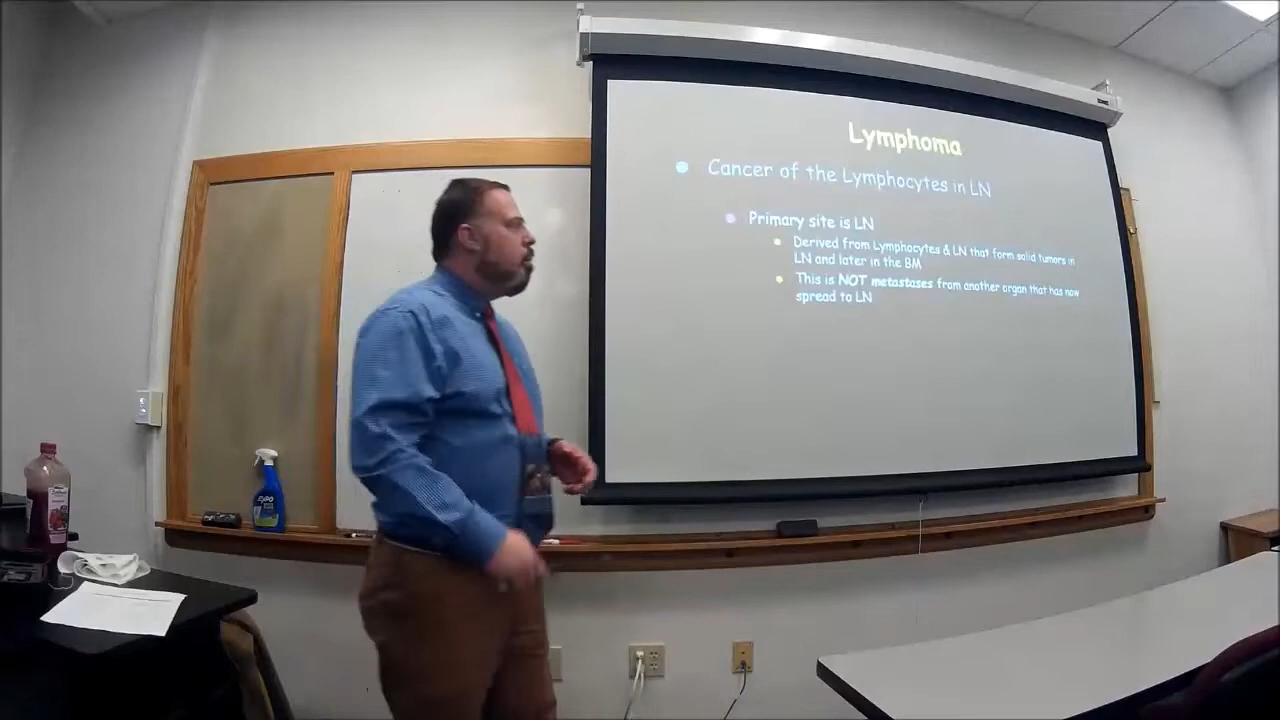 Lymphoma
Cancer of the Lymphocytes in LN
Primary site is LN
Derived from Lymphocytes & LN that form solid tumors in
LN and later in the BM
This is NOT metastases from another organ that has now
spread to LN
EXPO